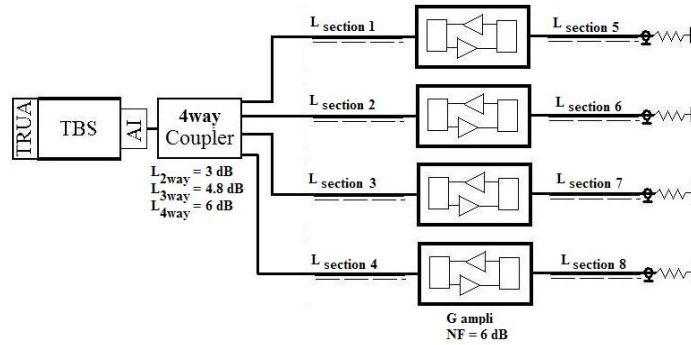 L section 1
L section 5
L section 2
L section 6
TRUA
TBS
AI
4way
Coupler
L2way = 3 dB
L3way = 4.8 dB
L4way = 6 dB
L section 3
L section 7
L section 4
L section 8
G ampli
NF = 6 dB